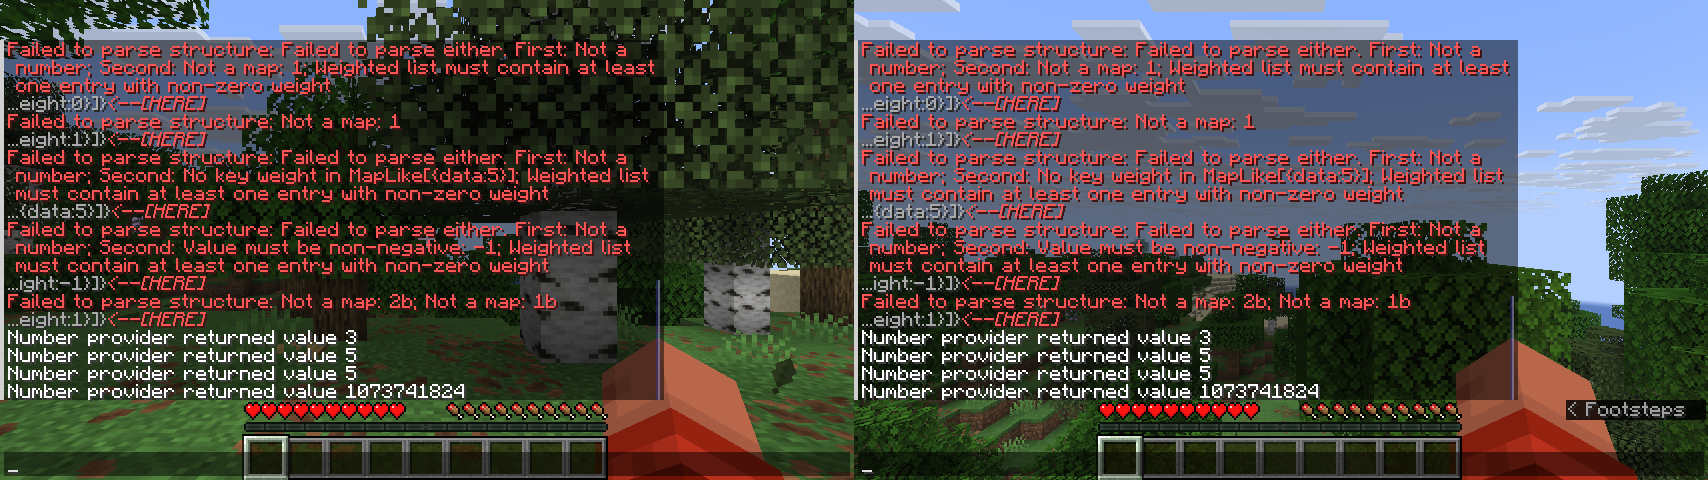 Failed to parse structure: Failed to parse either. First: Not a
number; Second: Not a map: 1; Weighted list must contain at least
one entry with non-zero weight
...eight:0}]}<--[HERE]
Failed to parse structure: Not a map: 1
...eight:1}]}<--[HERE]
Failed to parse structure: Failed to parse either. First: Not a
number; Second: No key weight in MapLike[{data:5}]; Weighted list
must contain at least one entry with non-zero weight
...{data:5}]}<--[HERE]
Failed to parse structure: Failed to parse either. First: Not a
number; Second: Value must be non-negative: -1; Weighted list
must contain at least one entry with non-zero weight
...ight:-1}]}<--[HERE]
Failed to parse structure: Not a map: 2b; Not a map: 1b
...eight:1}]}<--[HERE]
Number provider returned value 3
Number provider returned value 5
Number provider returned value 5
Number provider returned value 1073741824
_
Failed to parse structure: Failed to parse either. First: Not a
number; Second: Not a map: 1; Weighted list must contain at least
one entry with non-zero weight
...eight:0}]}<--[HERE]
Failed to parse structure: Not a map: 1
...eight:1}]}<--[HERE]
Failed to parse structure: Failed to parse either. First: Not a
number; Second: No key weight in MapLike[{data:5}]; Weighted list
must contain at least one entry with non-zero weight
...{data:5}]}<--[HERE]
Failed to parse structure: Failed to parse either. First: Not a
number; Second: Value must be non-negative: -1; Weighted list
must contain at least one entry with non-zero weight
...ight:-1}]}<--[HERE]
Failed to parse structure: Not a map: 2b; Not a map: 1b
...eight:1}]}<--[HERE]
Number provider returned value 3
Number provider returned value 5
Number provider returned value 5
Number provider returned value 1073741824
< Footsteps
_